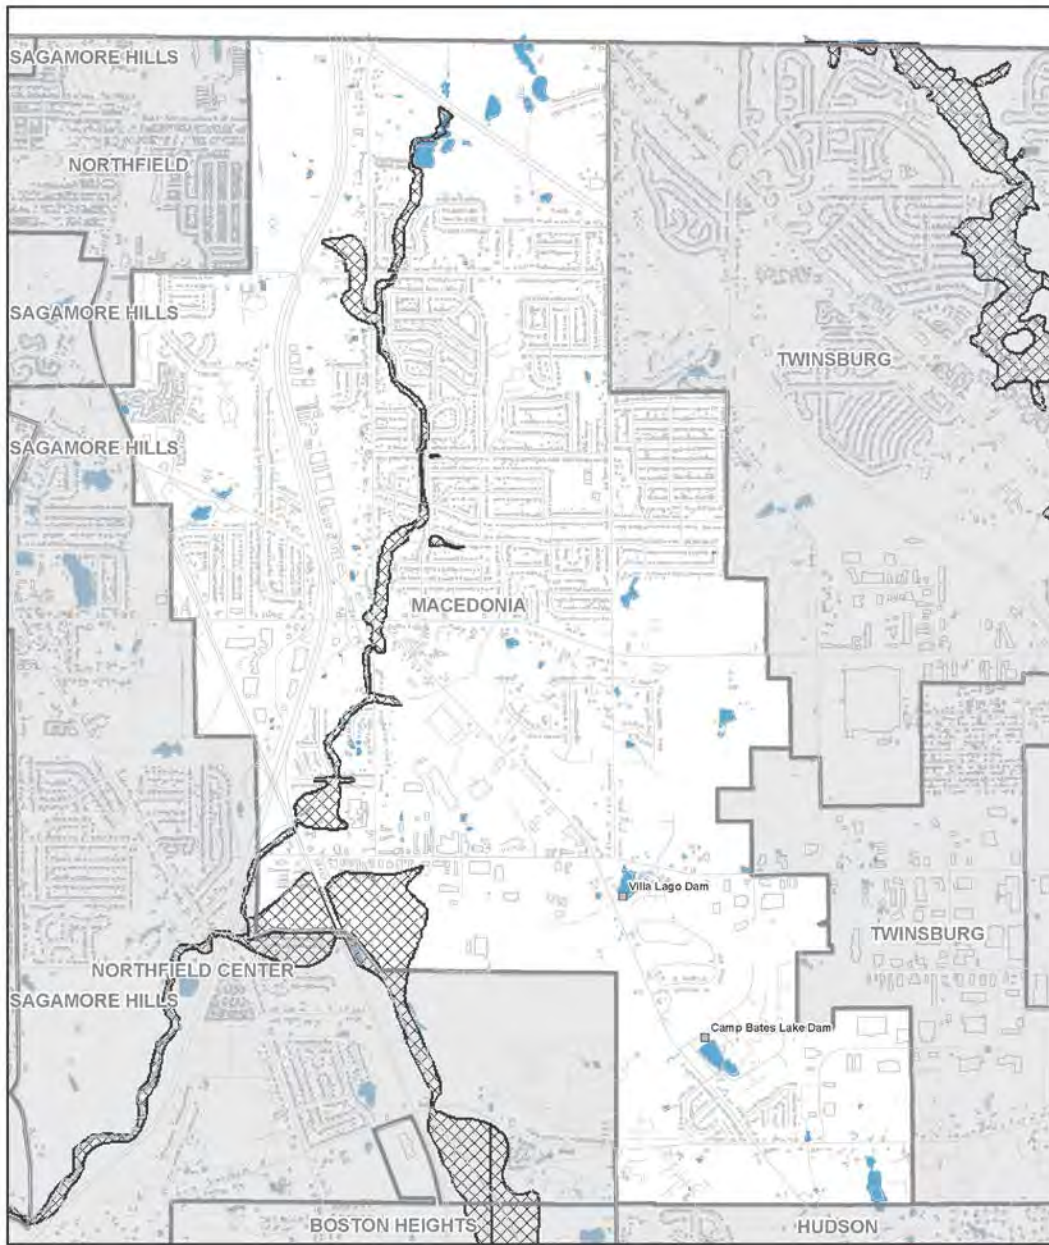 SAGAMORE HILLS
NORTHFIELD
SAGAMORE HILLS
TWINSBURG
SAGAMORE HILLS
MACEDONIA
Villa Lago Dam
TWINSBURG
NORTHFIELD CENTER
SAGAMORE HILLS
Camp Bates Lake Dam
BOSTON HEIGHTS
HUDSON